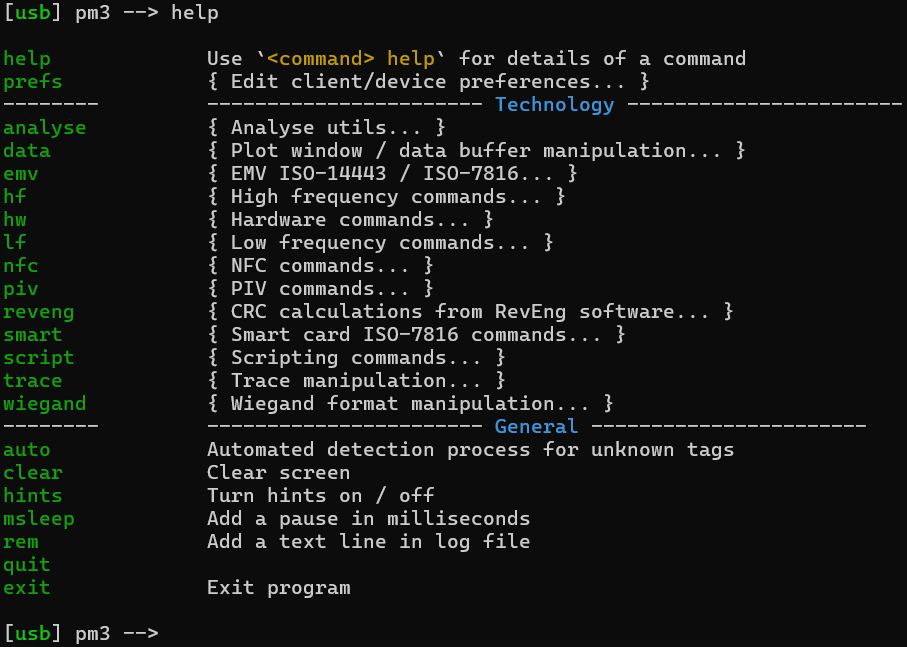 [usb] pm3 --> help
help Use `<command> help` for details of a command
prefs { Edit client/device preferences... }
-------- ----------------------- Technology -----------------------
analyse { Analyse utils... }
data { Plot window / data buffer manipulation... }
emv { EMV ISO-14443 / ISO-7816... }
hf { High frequency commands... }
hw { Hardware commands... }
lf { Low frequency commands... }
nfc { NFC commands... }
piv { PIV commands... }
reveng { CRC calculations from RevEng software... }
smart { Smart card ISO-7816 commands... }
script { Scripting commands... }
trace { Trace manipulation... }
wiegand { Wiegand format manipulation... }
-------- ----------------------- General -----------------------
auto Automated detection process for unknown tags
clear Clear screen
hints Turn hints on / off
msleep Add a pause in milliseconds
rem Add a text line in log file
quit
exit Exit program
[usb] pm3 -->